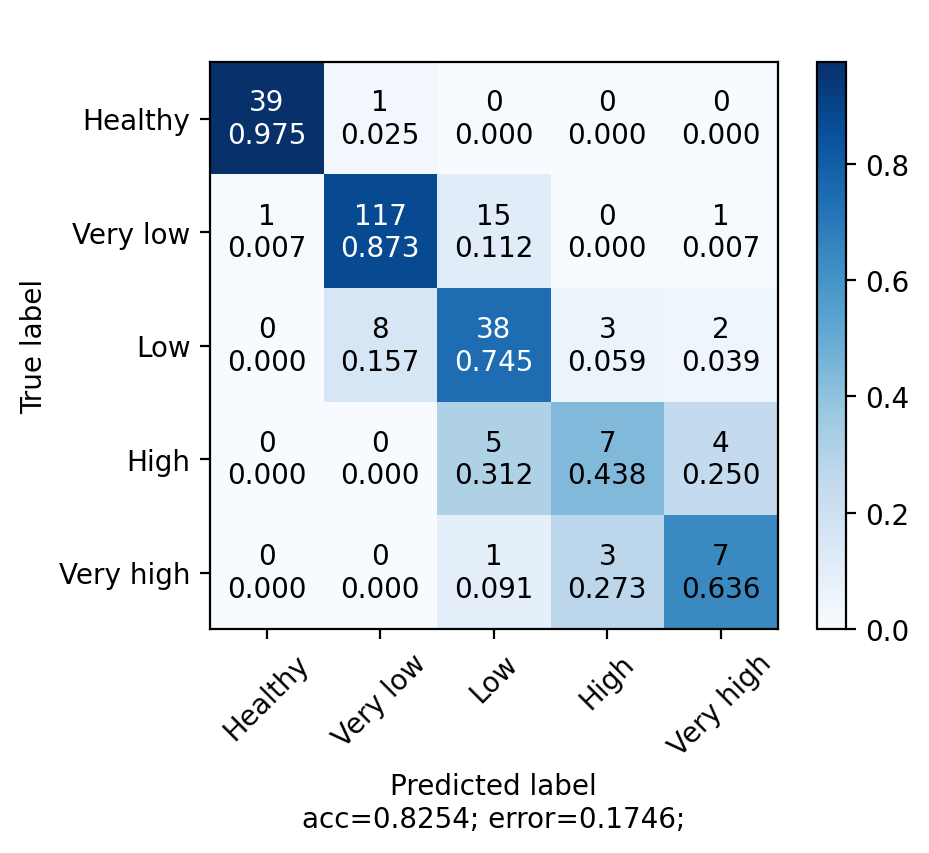 Healthy 39 1 0 0 0
0.975 0.025 0.000 0.000 0.000
Very low 1 117 15 0 1
0.007 0.873 0.112 0.000 0.007
Low 0 8 38 3 2
0.000 0.157 0.745 0.059 0.039
High 0 0 5 7 4
0.000 0.000 0.312 0.438 0.250
Very high 0 0 1 3 7
0.000 0.000 0.091 0.273 0.636
True label
Healthy Very low Low High Very high
Predicted label
acc=0.8254; error=0.1746;
0.8
0.6
0.4
0.2
0.0